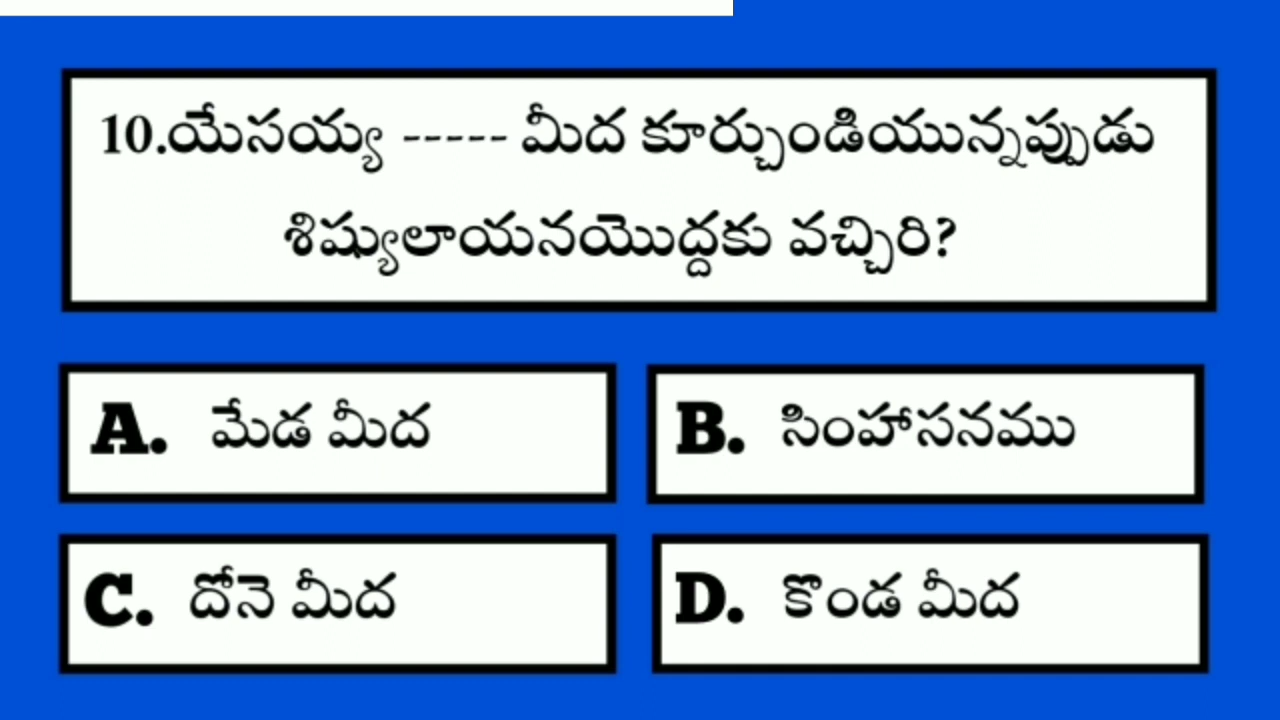 10.యేసయ్య ----- మీద కూర్చుండియున్నప్పుడు
శిష్యులాయనయొద్దకు వచ్చిరి?
A. మేడ మీద
B. సింహాసనము
C. దోనె మీద
D. కొండ మీద